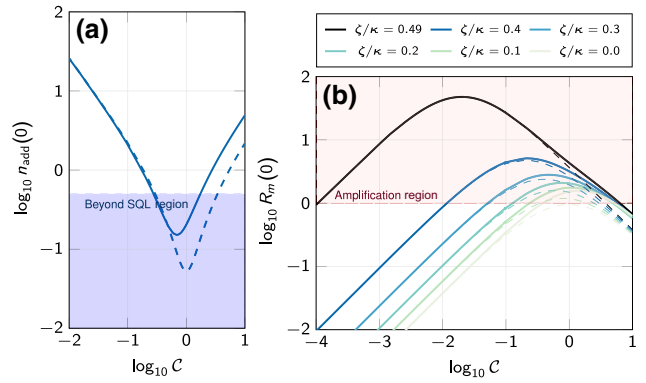 (a)
2
1
0
−1
−2
−2
−1
0
1
log₁₀ n_add(0)
Beyond SQL region
log₁₀ 𝒞
ζ/κ = 0.49
ζ/κ = 0.4
ζ/κ = 0.3
ζ/κ = 0.2
ζ/κ = 0.1
ζ/κ = 0.0
(b)
2
1
0
−1
−2
−4
−3
−2
−1
0
1
log₁₀ R_m(0)
Amplification region
log₁₀ 𝒞